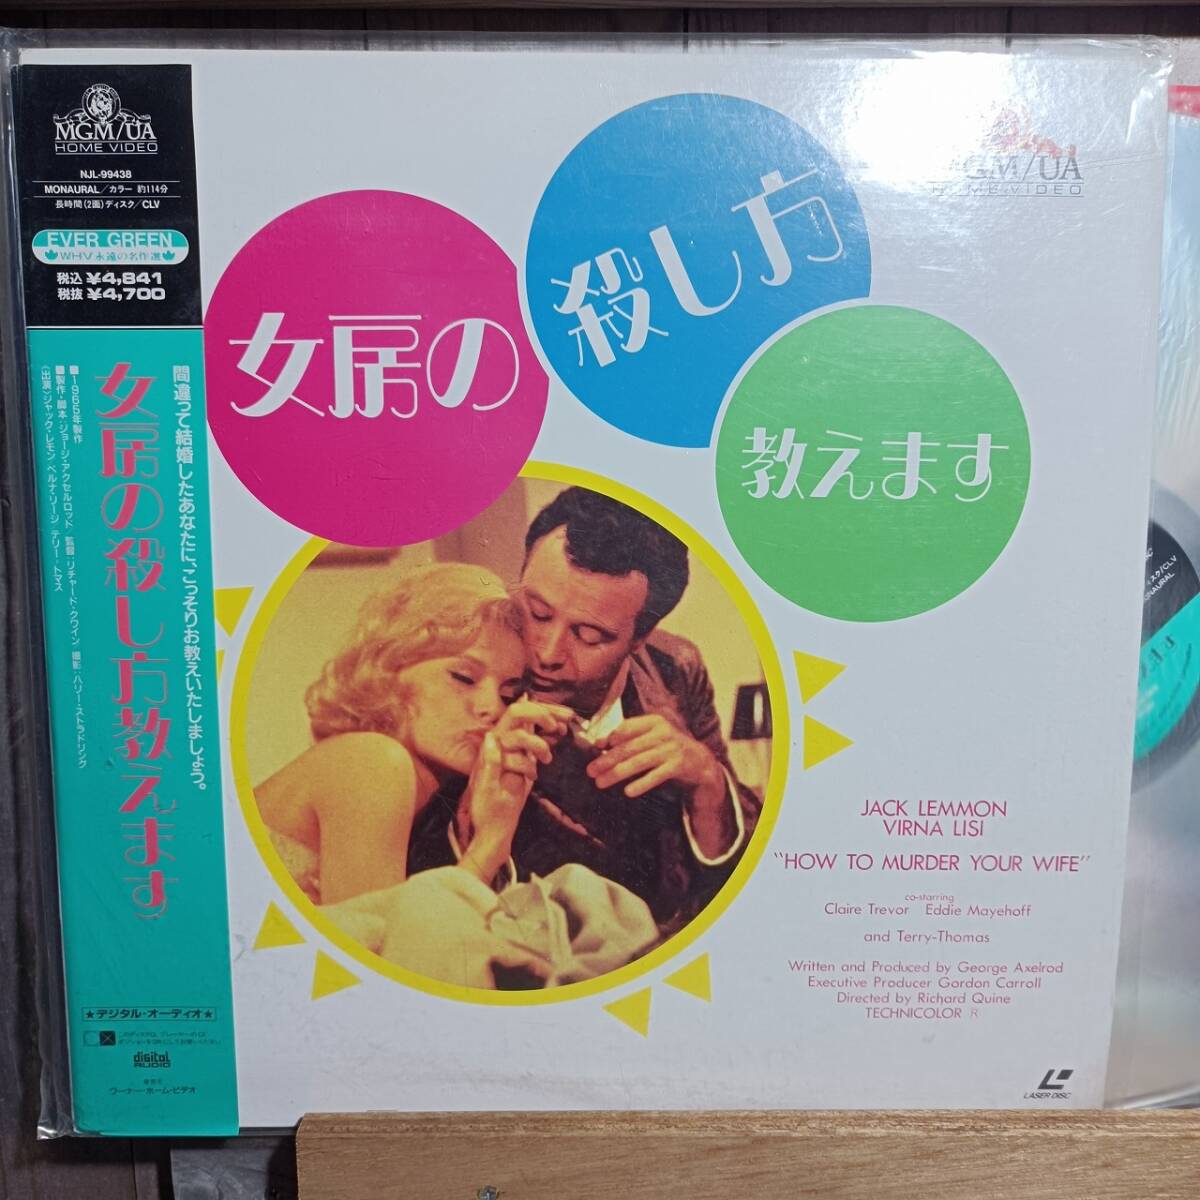 MGM/UA
HOME VIDEO
NJL-99438
MONAURAL/カラー 約114分
長時間(2面)ディスク/CLV
EVER GREEN
WHV 永遠の名作選
税込 ¥4,841
税抜 ¥4,700
間違って結婚したあなたに、こっそりお教えいたしましょう。
女房の殺し方教えます
■1965年製作
■製作・脚本:ジョージ・アクセルロッド 監督:リチャード・クワイン 撮影:ハリー・ストラドリング
〈出演〉ジャック・レモン ベルナ・リージ テリー・トマス
★デジタル・オーディオ★
digital
AUDIO
発売元
ワーナー・ホーム・ビデオ
女房の
殺し方
教えます
MGM/UA
HOME VIDEO
JACK LEMMON
VIRNA LISI
"HOW TO MURDER YOUR WIFE"
co-starring
Claire Trevor Eddie Mayehoff
and Terry-Thomas
Written and Produced by George Axelrod
Executive Producer Gordon Carroll
Directed by Richard Quine
TECHNICOLOR ®
LASER DISC